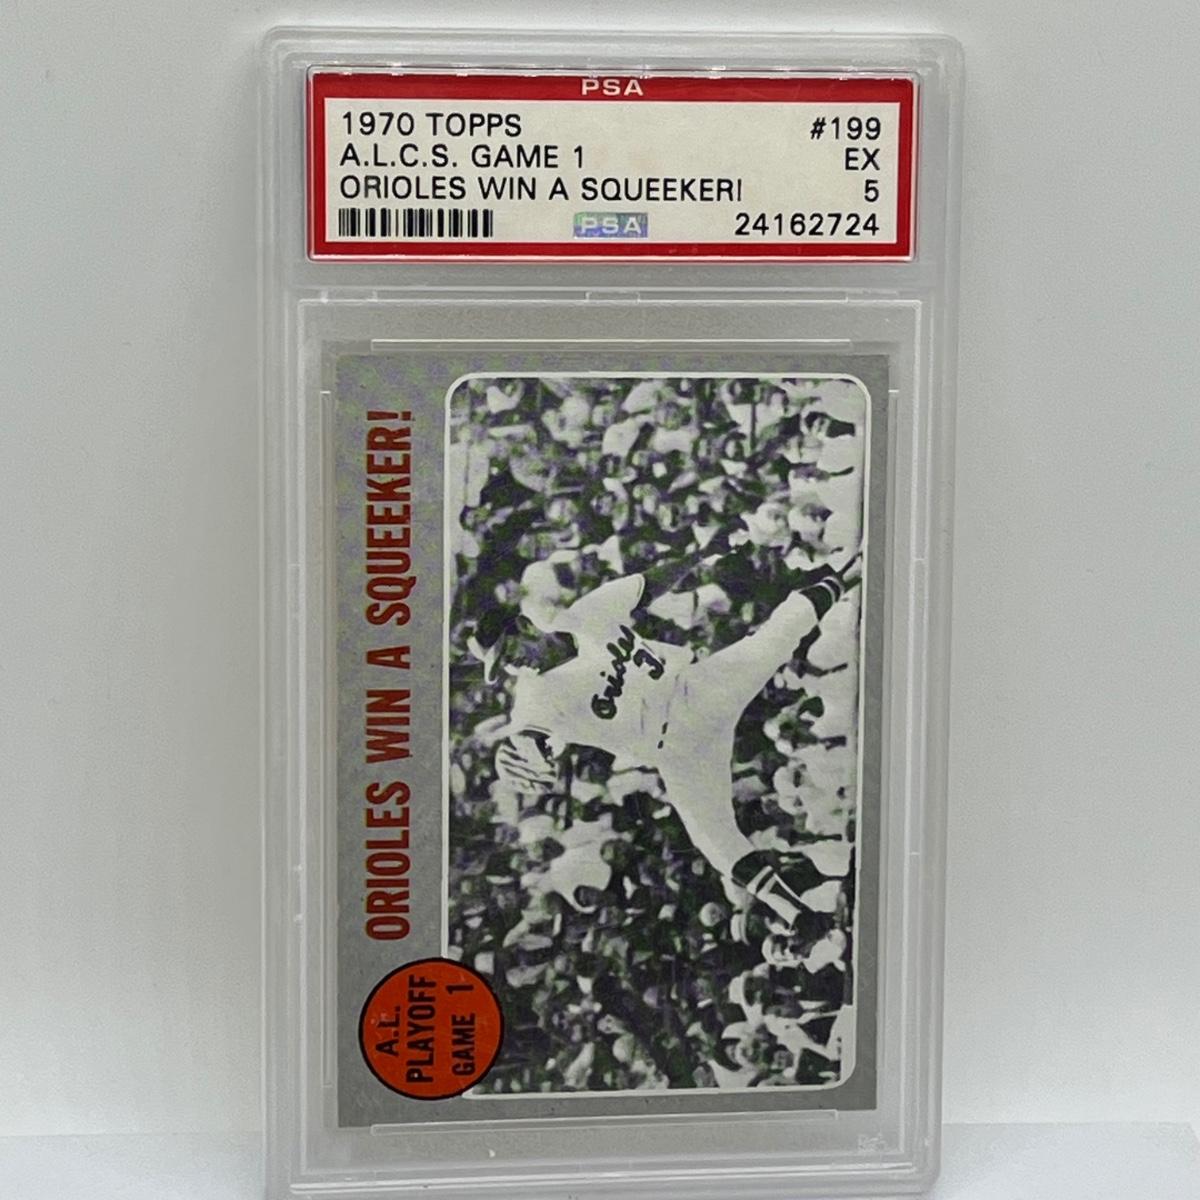 PSA
1970 TOPPS #199
A.L.C.S. GAME 1 EX
ORIOLES WIN A SQUEEKER! 5
PSA 24162724
ORIOLES WIN A SQUEEKER!
A.L.
PLAYOFF
GAME 1
Orioles
3